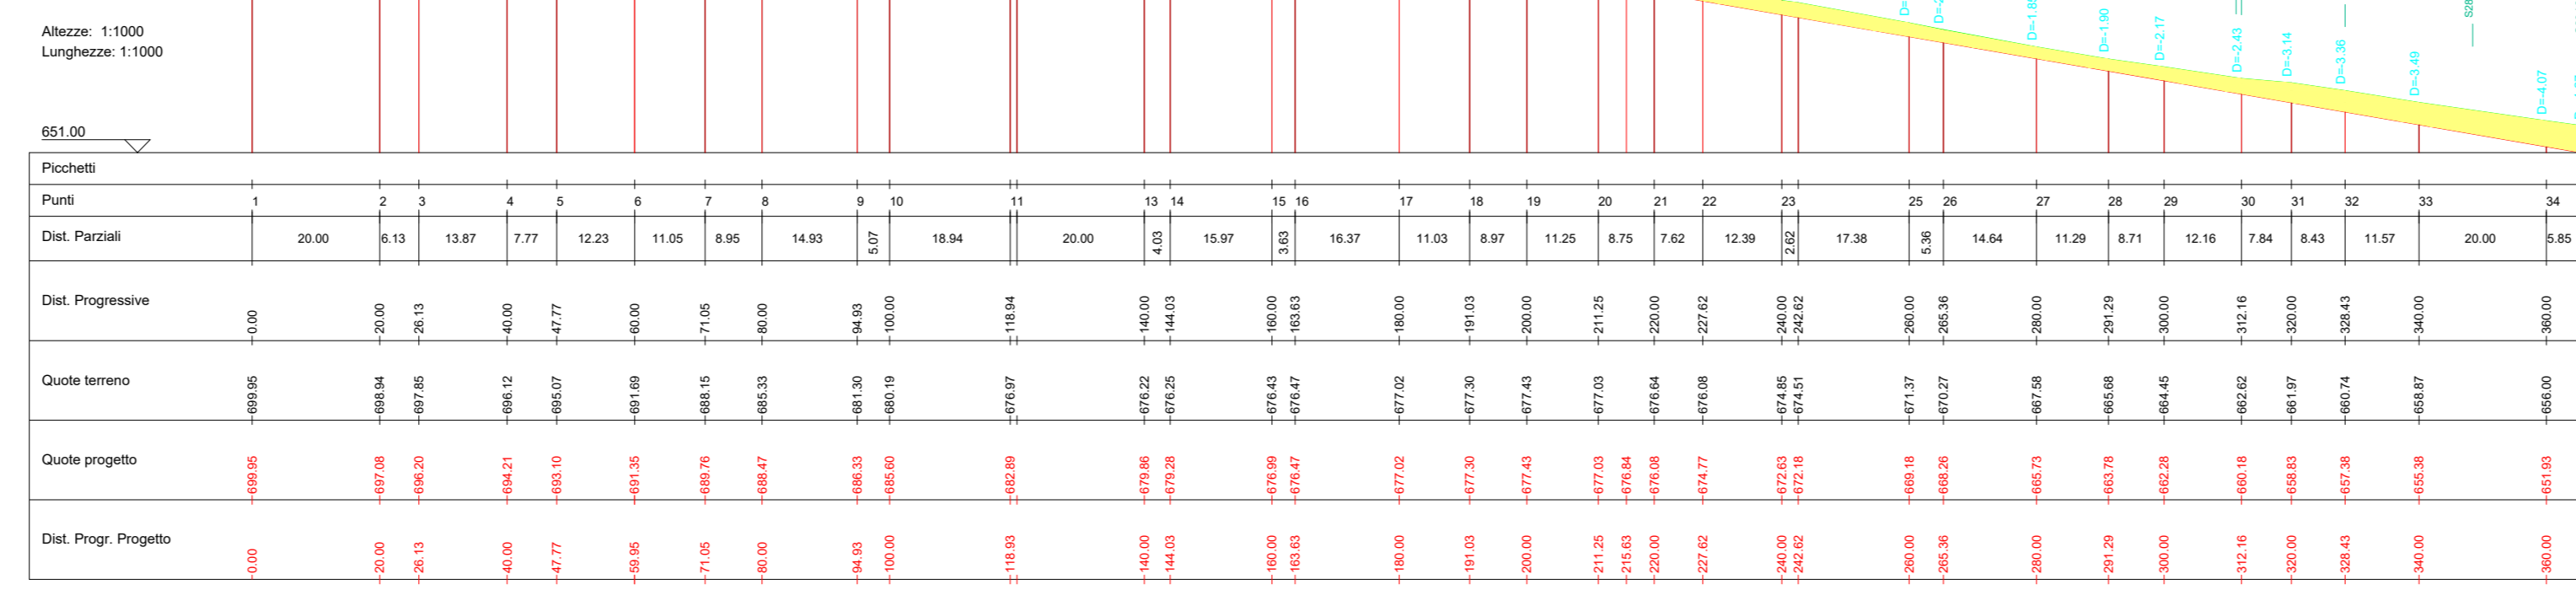 Altezze: 1:1000
Lunghezze: 1:1000
651.00
D=-1.90
D=-2.17
D=-2.43
D=-3.14
D=-3.36
D=-3.49
D=-4.07
S28
Picchetti
Punti 1 2 3 4 5 6 7 8 9 10 11 13 14 15 16 17 18 19 20 21 22 23 25 26 27 28 29 30 31 32 33 34
Dist. Parziali 20.00 6.13 13.87 7.77 12.23 11.05 8.95 14.93 5.07 18.94 20.00 4.03 15.97 3.63 16.37 11.03 8.97 11.25 8.75 7.62 12.39 2.62 17.38 5.36 14.64 11.29 8.71 12.16 7.84 8.43 11.57 20.00 5.85
Dist. Progressive 0.00 20.00 26.13 40.00 47.77 60.00 71.05 80.00 94.93 100.00 118.94 140.00 144.03 160.00 163.63 180.00 191.03 200.00 211.25 220.00 227.62 240.00 242.62 260.00 265.36 280.00 291.29 300.00 312.16 320.00 328.43 340.00 360.00
Quote terreno 699.95 698.94 697.85 696.12 695.07 691.69 688.15 685.33 681.30 680.19 676.97 676.22 676.25 676.43 676.47 677.02 677.30 677.43 677.03 676.64 676.08 674.85 674.51 671.37 670.27 667.58 665.68 664.45 662.62 661.97 660.74 658.87 656.00
Quote progetto 699.95 697.08 696.20 694.21 693.10 691.35 689.76 688.47 686.33 685.60 682.89 679.86 679.28 676.99 676.47 677.02 677.30 677.43 677.03 676.84 676.08 674.77 672.63 672.18 669.18 668.26 665.73 663.78 662.28 660.18 658.83 657.38 655.38 651.93
Dist. Progr. Progetto 0.00 20.00 26.13 40.00 47.77 59.95 71.05 80.00 94.93 100.00 118.93 140.00 144.03 160.00 163.63 180.00 191.03 200.00 211.25 215.63 220.00 227.62 240.00 242.62 260.00 265.36 280.00 291.29 300.00 312.16 320.00 328.43 340.00 360.00